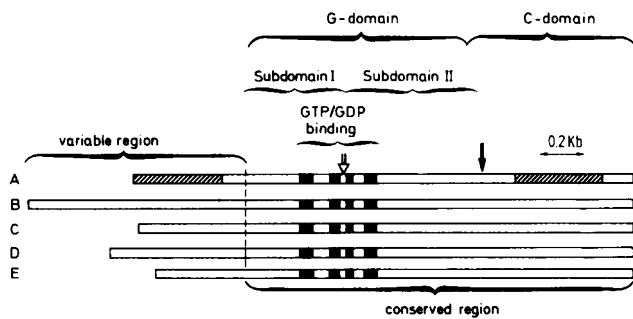 G-domain
C-domain
Subdomain I
Subdomain II
GTP/GDP
binding
variable region
0.2 Kb
A
B
C
D
E
conserved region